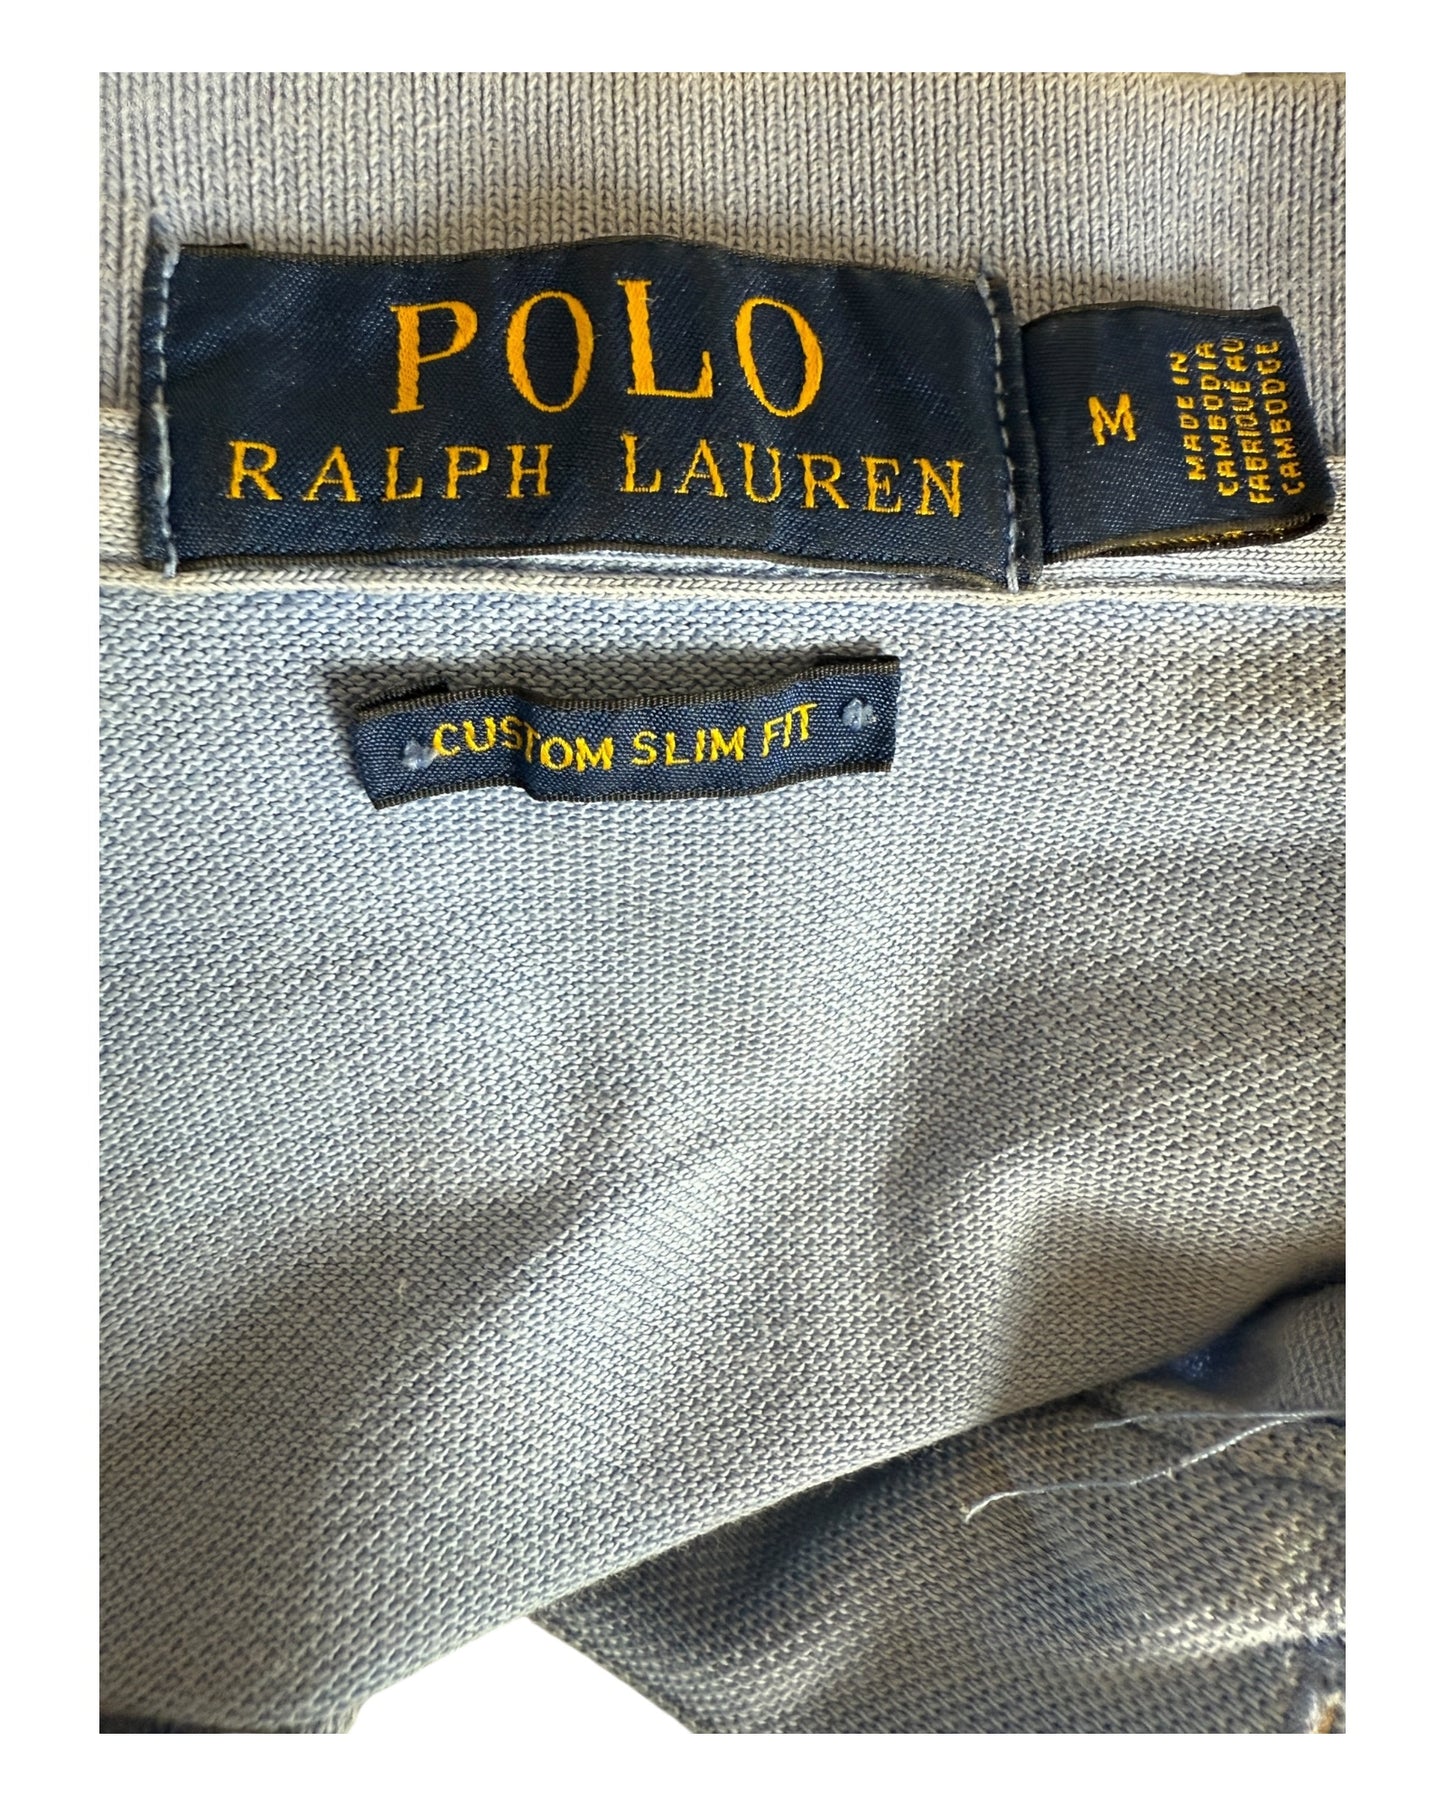 POLO
RALPH LAUREN
M
MADE IN
CAMBODIA
FABRIQUÉ AU
CAMBODGE
CUSTOM SLIM FIT